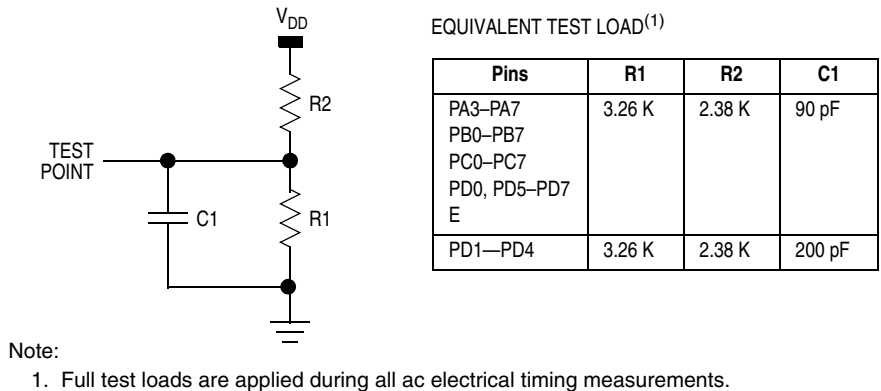 VDD
R2
TEST
POINT
C1
R1
EQUIVALENT TEST LOAD(1)
Pins R1 R2 C1
PA3–PA7 3.26 K 2.38 K 90 pF
PB0–PB7
PC0–PC7
PD0, PD5–PD7
E
PD1—PD4 3.26 K 2.38 K 200 pF
Note:
1. Full test loads are applied during all ac electrical timing measurements.